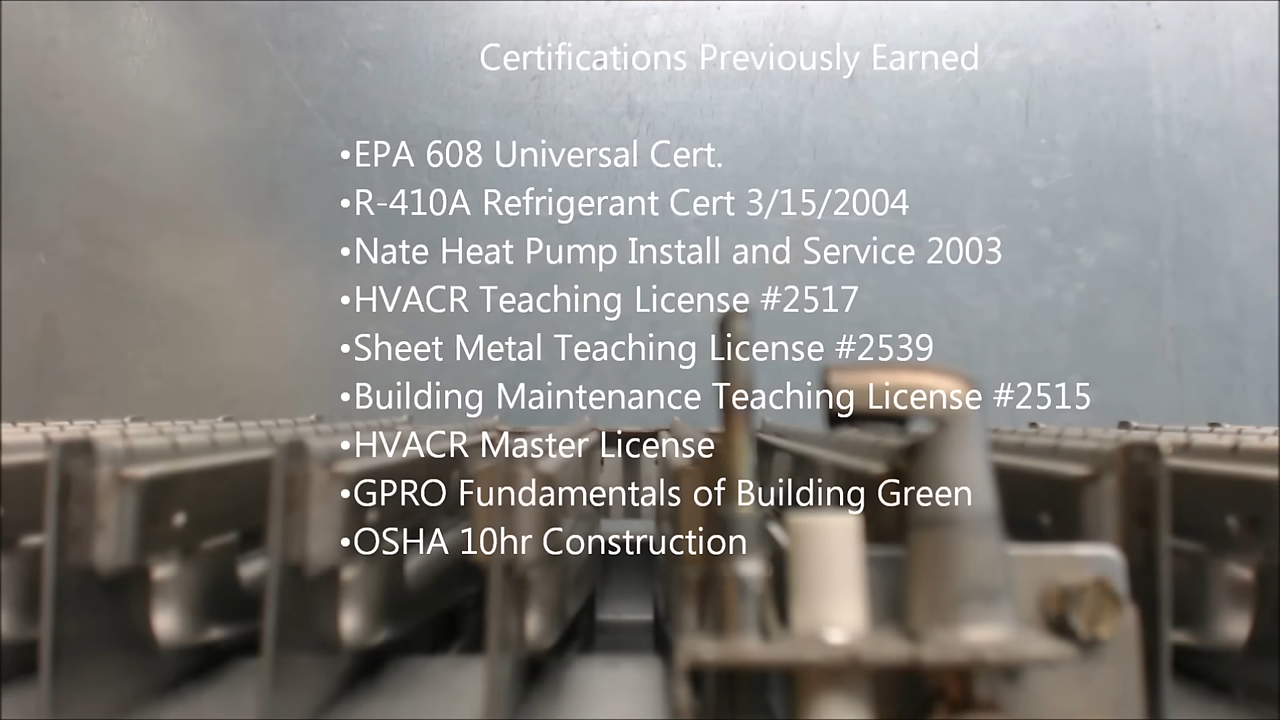 Certifications Previously Earned
•EPA 608 Universal Cert.
•R-410A Refrigerant Cert 3/15/2004
•Nate Heat Pump Install and Service 2003
•HVACR Teaching License #2517
•Sheet Metal Teaching License #2539
•Building Maintenance Teaching License #2515
•HVACR Master License
•GPRO Fundamentals of Building Green
•OSHA 10hr Construction